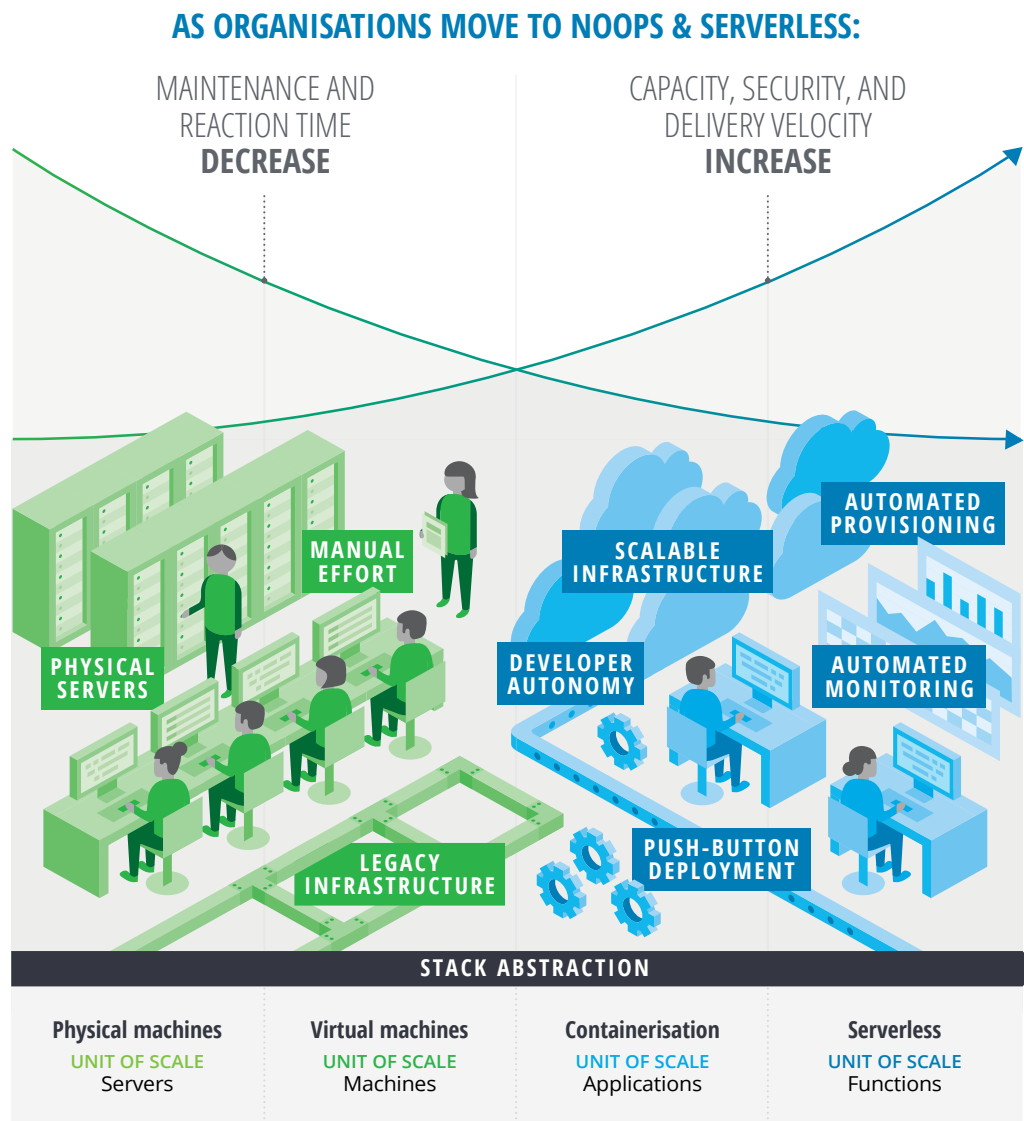 AS ORGANISATIONS MOVE TO NOOPS & SERVERLESS:
MAINTENANCE AND
REACTION TIME
DECREASE
CAPACITY, SECURITY, AND
DELIVERY VELOCITY
INCREASE
MANUAL
EFFORT
PHYSICAL
SERVERS
LEGACY
INFRASTRUCTURE
SCALABLE
INFRASTRUCTURE
AUTOMATED
PROVISIONING
DEVELOPER
AUTONOMY
AUTOMATED
MONITORING
PUSH-BUTTON
DEPLOYMENT
STACK ABSTRACTION
Physical machines
UNIT OF SCALE
Servers
Virtual machines
UNIT OF SCALE
Machines
Containerisation
UNIT OF SCALE
Applications
Serverless
UNIT OF SCALE
Functions